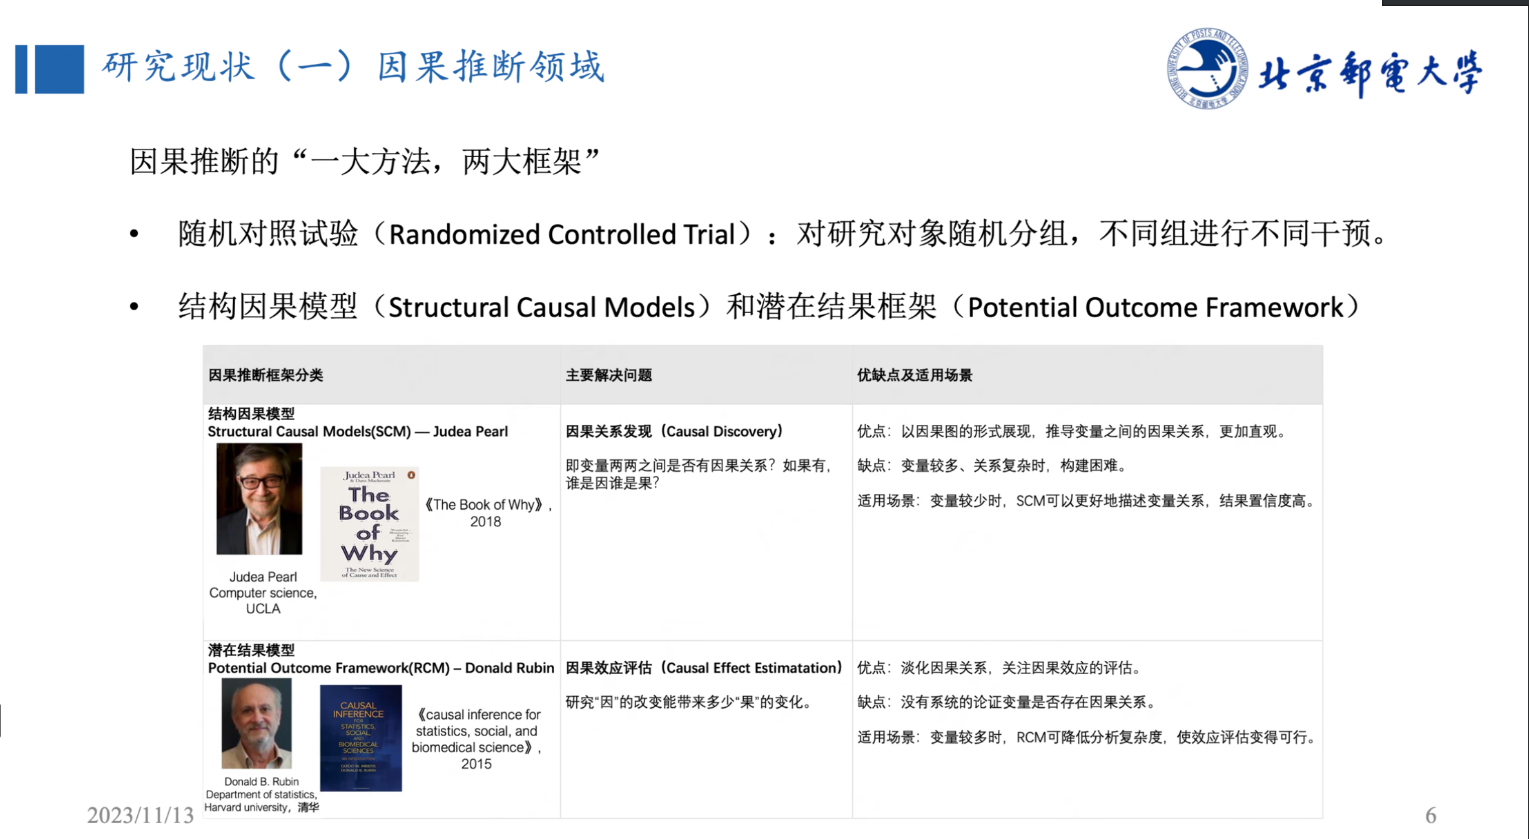 研究现状（一）因果推断领域
北京郵電大学
因果推断的“一大方法，两大框架”
• 随机对照试验（Randomized Controlled Trial）：对研究对象随机分组，不同组进行不同干预。
• 结构因果模型（Structural Causal Models）和潜在结果框架（Potential Outcome Framework）
因果推断框架分类
主要解决问题
优缺点及适用场景
结构因果模型
Structural Causal Models(SCM) — Judea Pearl
Judea Pearl
The
Book
of
Why
The New Science
of Cause and Effect
《The Book of Why》,
2018
Judea Pearl
Computer science,
UCLA
因果关系发现（Causal Discovery）
即变量两两之间是否有因果关系？如果有，
谁是因谁是果？
优点：以因果图的形式展现，推导变量之间的因果关系，更加直观。
缺点：变量较多、关系复杂时，构建困难。
适用场景：变量较少时，SCM可以更好地描述变量关系，结果置信度高。
潜在结果模型
Potential Outcome Framework(RCM) – Donald Rubin
CAUSAL
INFERENCE
FOR
STATISTICS,
SOCIAL,
AND
BIOMEDICAL
SCIENCES
《causal inference for
statistics, social, and
biomedical science》,
2015
Donald B. Rubin
Department of statistics,
Harvard university，清华
因果效应评估（Causal Effect Estimatation）
研究“因”的改变能带来多少“果”的变化。
优点：淡化因果关系，关注因果效应的评估。
缺点：没有系统的论证变量是否存在因果关系。
适用场景：变量较多时，RCM可降低分析复杂度，使效应评估变得可行。
2023/11/13
6